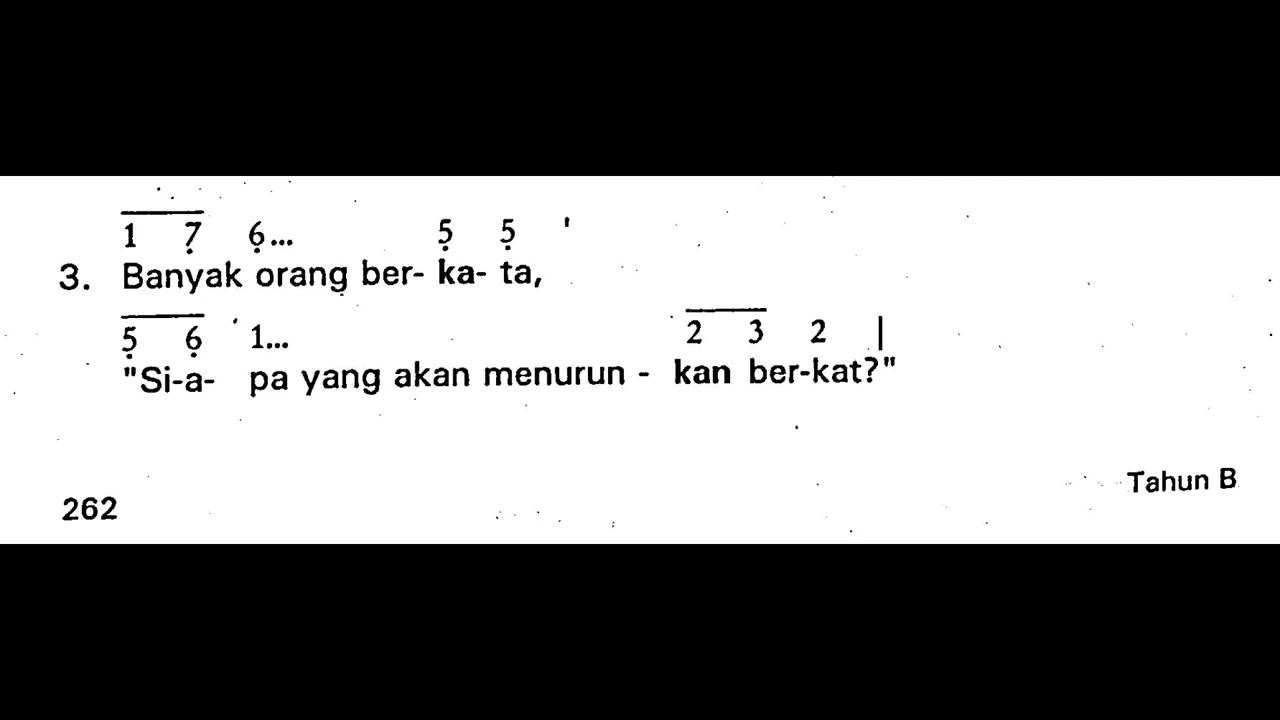 1 7̣ 6̣... 5̣ 5̣ '
3. Banyak orang ber- ka- ta,
5̣ 6̣ 1... 2 3 2 |
"Si-a- pa yang akan menurun - kan ber-kat?"
Tahun B
262